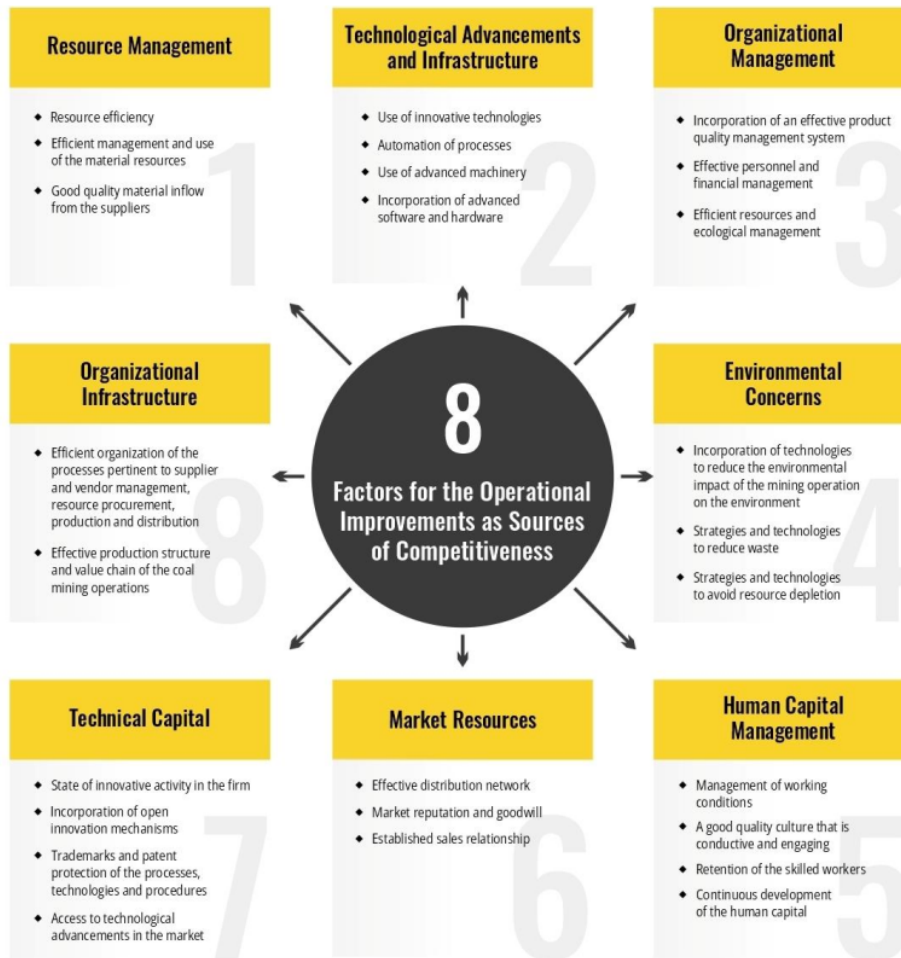 Resource Management
◆ Resource efficiency
◆ Efficient management and use
of the material resources
◆ Good quality material inflow
from the suppliers
1
Technological Advancements
and Infrastructure
◆ Use of innovative technologies
◆ Automation of processes
◆ Use of advanced machinery
◆ Incorporation of advanced
software and hardware
2
Organizational
Management
◆ Incorporation of an effective product
quality management system
◆ Effective personnel and
financial management
◆ Efficient resources and
ecological management
3
Organizational
Infrastructure
◆ Efficient organization of the
processes pertinent to supplier
and vendor management,
resource procurement,
production and distribution
◆ Effective production structure
and value chain of the coal
mining operations
8
8
Factors for the Operational
Improvements as Sources
of Competitiveness
Environmental
Concerns
◆ Incorporation of technologies
to reduce the environmental
impact of the mining operation
on the environment
◆ Strategies and technologies
to reduce waste
◆ Strategies and technologies
to avoid resource depletion
4
Technical Capital
◆ State of innovative activity in the firm
◆ Incorporation of open
innovation mechanisms
◆ Trademarks and patent
protection of the processes,
technologies and procedures
◆ Access to technological
advancements in the market
7
Market Resources
◆ Effective distribution network
◆ Market reputation and goodwill
◆ Established sales relationship
6
Human Capital
Management
◆ Management of working
conditions
◆ A good quality culture that is
conductive and engaging
◆ Retention of the skilled workers
◆ Continuous development
of the human capital
5